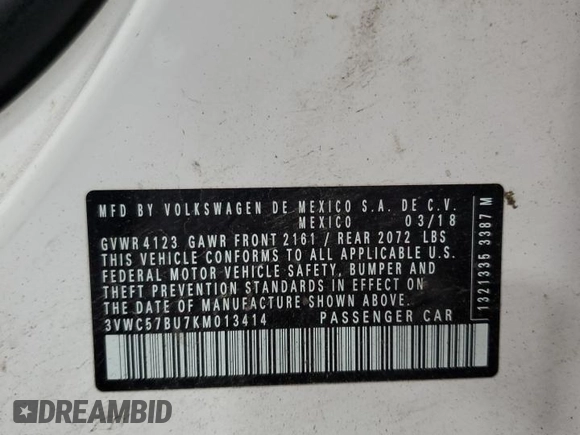 MFD BY VOLKSWAGEN DE MEXICO S.A. DE C.V.
MEXICO 03/18
GVWR 4123 GAWR FRONT 2161 / REAR 2072 LBS
THIS VEHICLE CONFORMS TO ALL APPLICABLE U.S.
FEDERAL MOTOR VEHICLE SAFETY, BUMPER AND
THEFT PREVENTION STANDARDS IN EFFECT ON
THE DATE OF MANUFACTURE SHOWN ABOVE.
3VWC57BU7KM013414 PASSENGER CAR
1321335 3387 M
DREAMBID